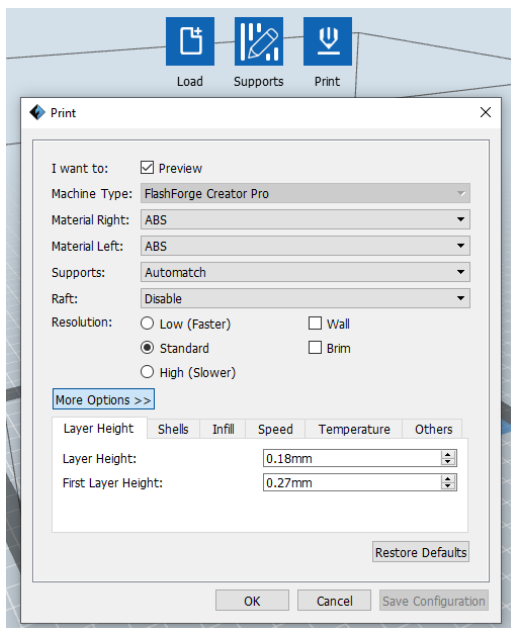 Load Supports Print
Print
I want to: Preview
Machine Type: FlashForge Creator Pro
Material Right: ABS
Material Left: ABS
Supports: Automatch
Raft: Disable
Resolution: Low (Faster) Wall
Standard Brim
High (Slower)
More Options >>
Layer Height Shells Infill Speed Temperature Others
Layer Height: 0.18mm
First Layer Height: 0.27mm
Restore Defaults
OK Cancel Save Configuration